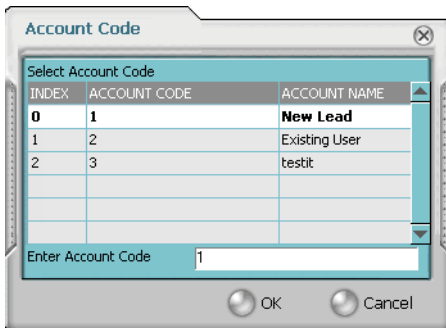 Account Code
Select Account Code
INDEX ACCOUNT CODE ACCOUNT NAME
0 1 New Lead
1 2 Existing User
2 3 testit
Enter Account Code 1
OK Cancel